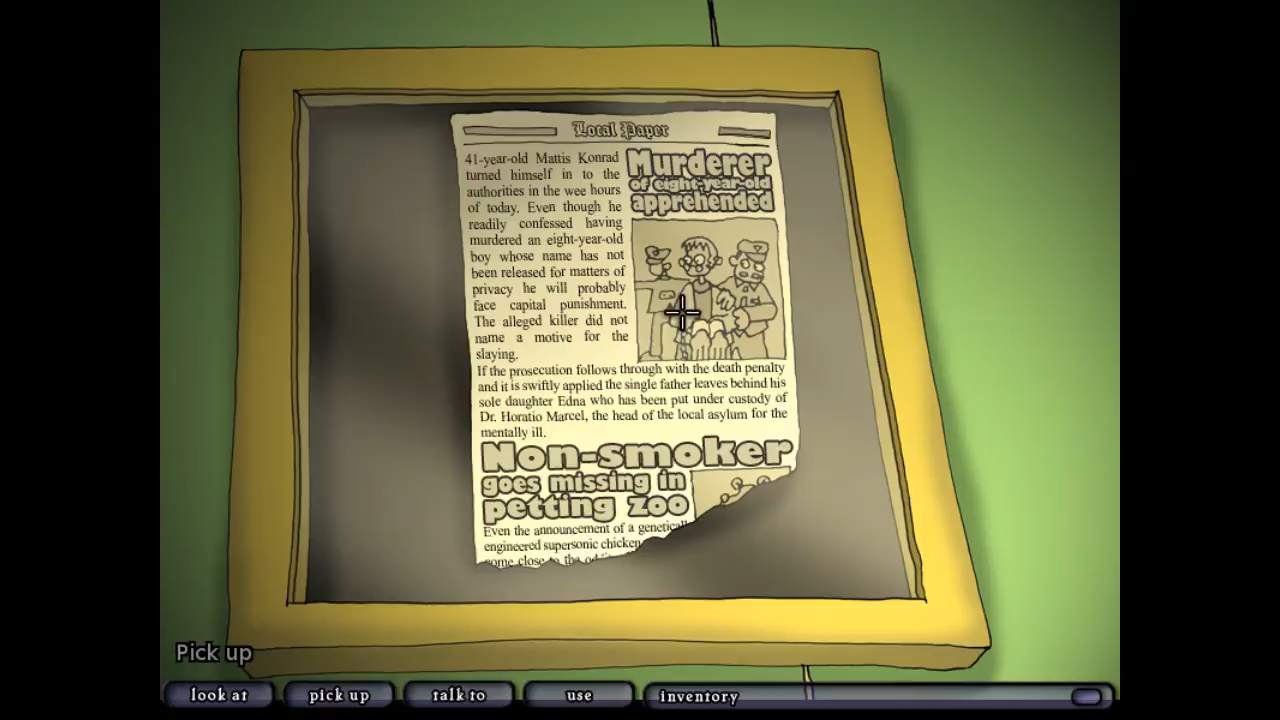 Local Paper
41-year-old Mattis Konrad
turned himself in to the
authorities in the wee hours
of today. Even though he
readily confessed having
murdered an eight-year-old
boy whose name has not
been released for matters of
privacy he will probably
face capital punishment.
The alleged killer did not
name a motive for the
slaying.
Murderer
of eight-year-old
apprehended
If the prosecution follows through with the death penalty
and it is swiftly applied the single father leaves behind his
sole daughter Edna who has been put under custody of
Dr. Horatio Marcel, the head of the local asylum for the
mentally ill.
Non-smoker
goes missing in
petting zoo
Even the announcement of a
engineered supersonic chicken
come close to the
Pick up
look at
pick up
talk to
use
inventory